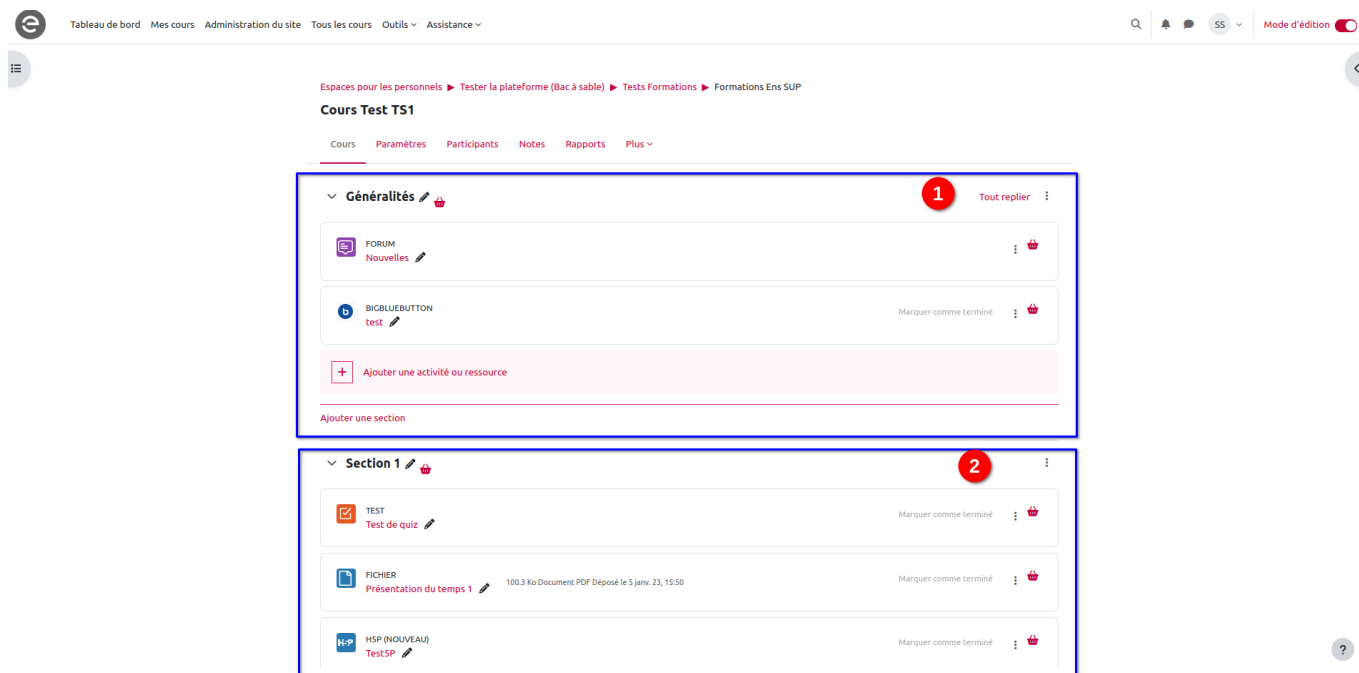 Tableau de bord Mes cours Administration du site Tous les cours Outils Assistance SS Mode d'édition
Espaces pour les personnels ▶ Tester la plateforme (Bac à sable) ▶ Tests Formations ▶ Formations Ens SUP
Cours Test TS1
Cours Paramètres Participants Notes Rapports Plus
Généralités 1 Tout replier
FORUM
Nouvelles
BIGBLUEBUTTON
b Marquer comme terminé
test
+ Ajouter une activité ou ressource
Ajouter une section
Section 1 2
TEST
Marquer comme terminé
Test de quiz
FICHIER
Présentation du temps 1 100.3 Ko Document PDF Déposé le 5 janv. 23, 15:50 Marquer comme terminé
H5P (NOUVEAU)
H5P Marquer comme terminé
Test5P
?